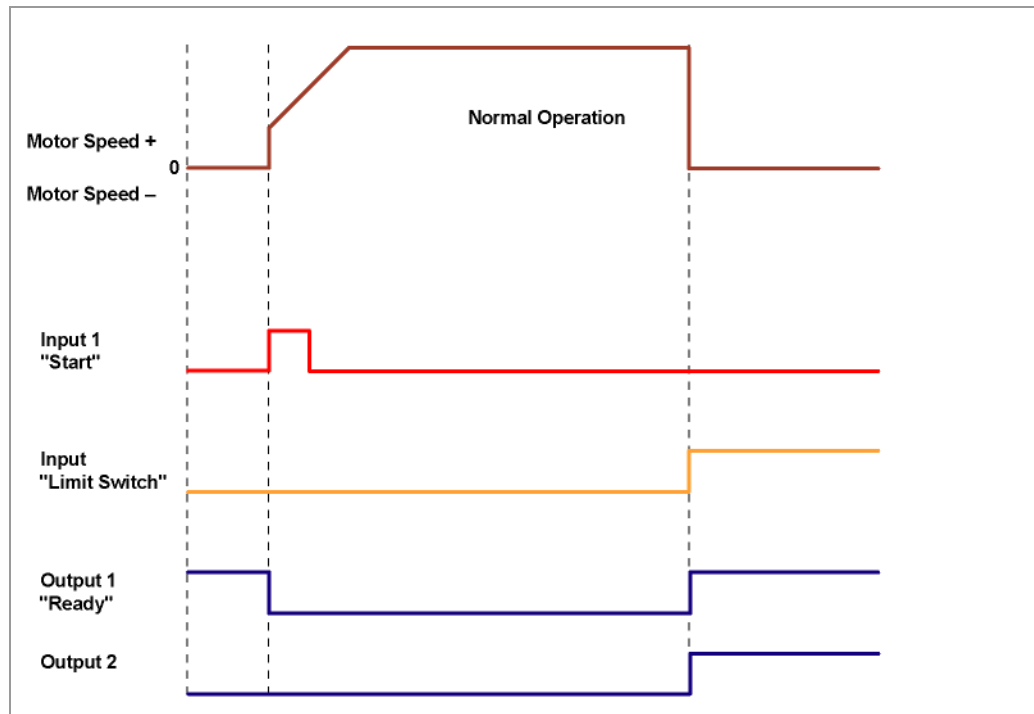 Normal Operation
Motor Speed +
0
Motor Speed –
Input 1
"Start"
Input
"Limit Switch"
Output 1
"Ready"
Output 2